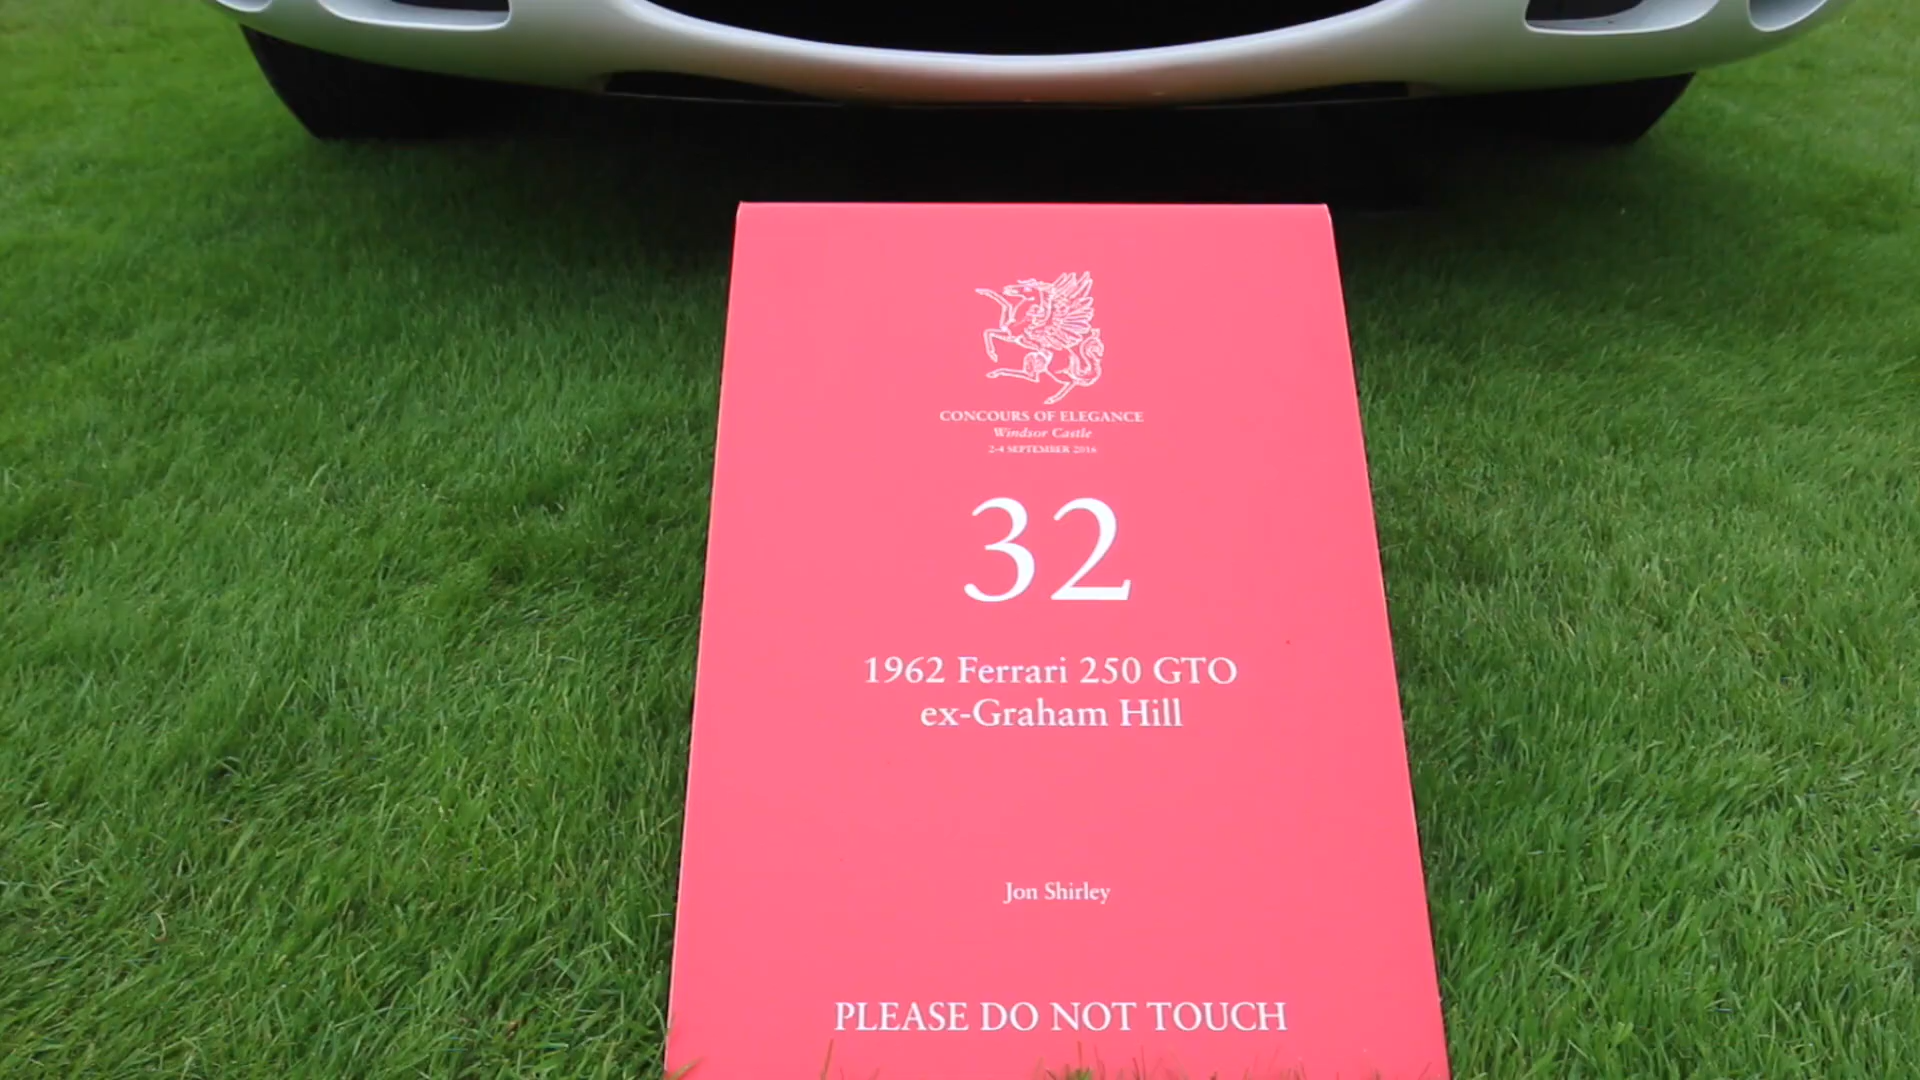 CONCOURS OF ELEGANCE
Windsor Castle
2-4 SEPTEMBER 2016
32
1962 Ferrari 250 GTO
ex-Graham Hill
Jon Shirley
PLEASE DO NOT TOUCH